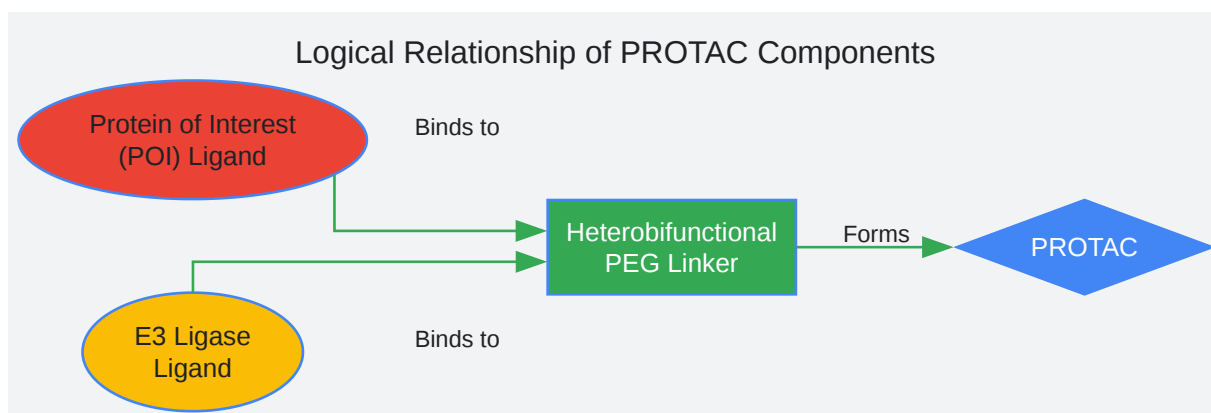 Logical Relationship of PROTAC Components
Protein of Interest
(POI) Ligand
Binds to
Heterobifunctional
PEG Linker
Forms
PROTAC
E3 Ligase
Ligand
Binds to